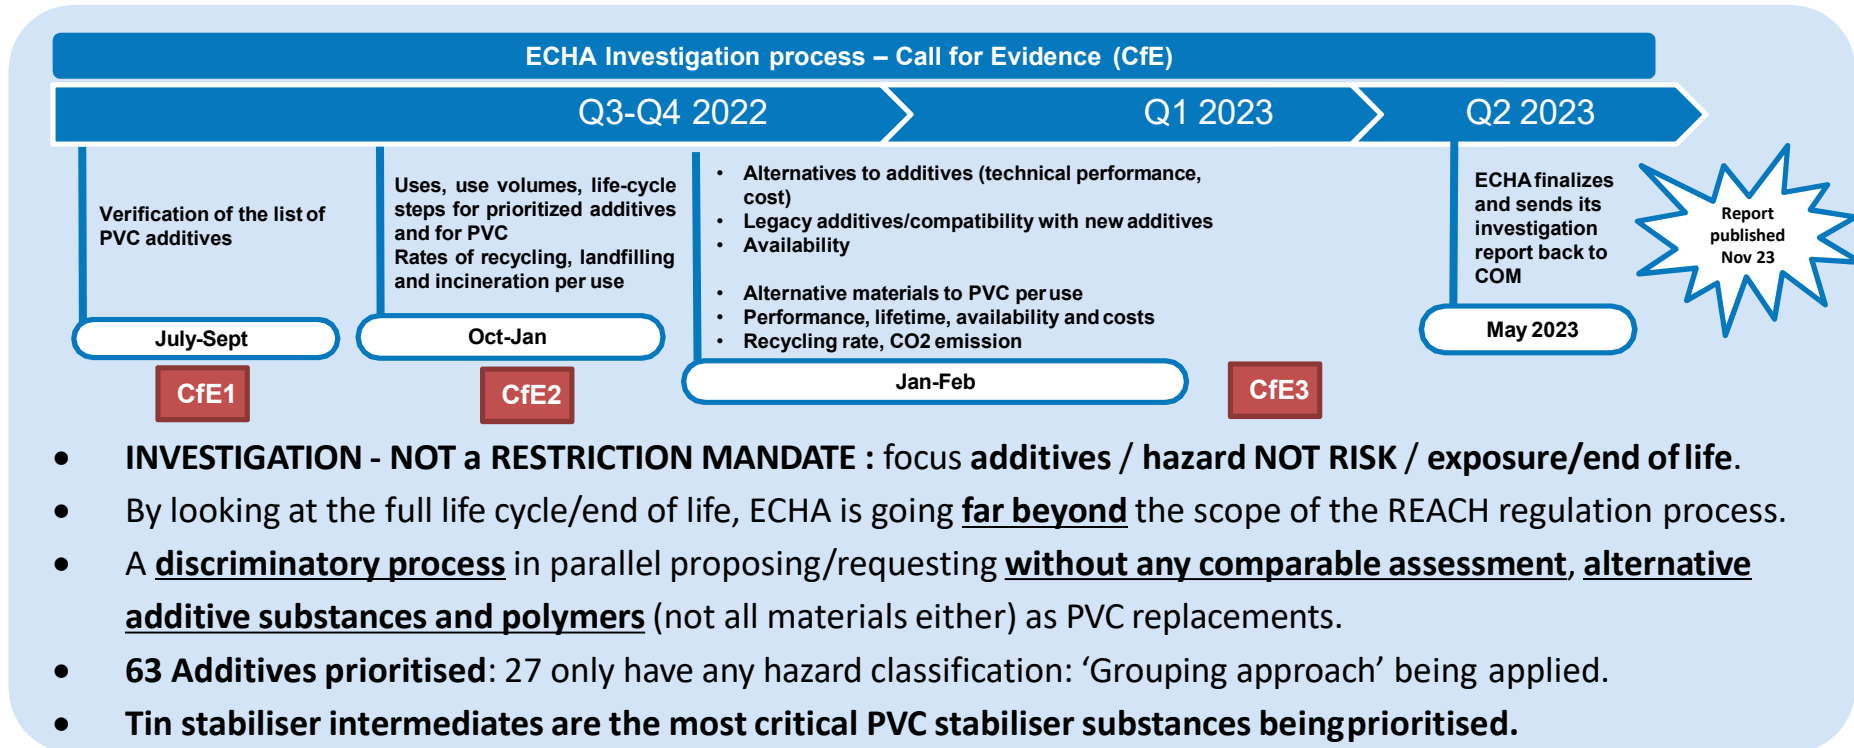 ECHA Investigation process – Call for Evidence (CfE)
Q3-Q4 2022
Q1 2023
Q2 2023
Verification of the list of
PVC additives
July-Sept
CfE1
Uses, use volumes, life-cycle
steps for prioritized additives
and for PVC
Rates of recycling, landfilling
and incineration per use
Oct-Jan
CfE2
• Alternatives to additives (technical performance,
cost)
• Legacy additives/compatibility with new additives
• Availability
• Alternative materials to PVC per use
• Performance, lifetime, availability and costs
• Recycling rate, CO2 emission
Jan-Feb
CfE3
ECHA finalizes
and sends its
investigation
report back to
COM
May 2023
Report
published
Nov 23
• INVESTIGATION - NOT a RESTRICTION MANDATE : focus additives / hazard NOT RISK / exposure/end of life.
• By looking at the full life cycle/end of life, ECHA is going far beyond the scope of the REACH regulation process.
• A discriminatory process in parallel proposing/requesting without any comparable assessment, alternative
additive substances and polymers (not all materials either) as PVC replacements.
• 63 Additives prioritised: 27 only have any hazard classification: ‘Grouping approach’ being applied.
• Tin stabiliser intermediates are the most critical PVC stabiliser substances beingprioritised.